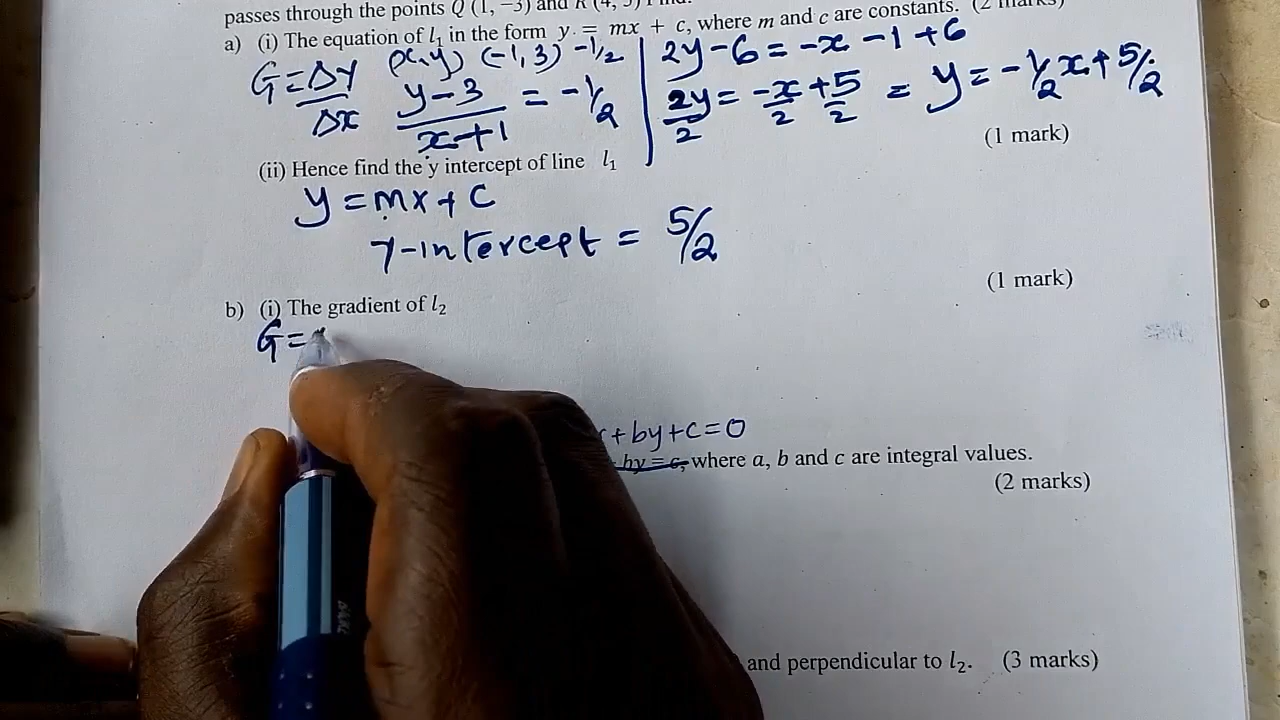 passes through the points Q (1, −3) and R (4, 5) Find:
a) (i) The equation of l₁ in the form y = mx + c, where m and c are constants. (2 marks)
G = Δy/Δx (x, y) (-1, 3) -1/2
y - 3 / x + 1 = -1/2
2y - 6 = -x - 1 + 6
2y/2 = -x/2 + 5/2 = y = -1/2 x + 5/2
(1 mark)
(ii) Hence find the y intercept of line l₁
y = mx + c
y-intercept = 5/2
(1 mark)
b) (i) The gradient of l₂
G =
+ by + c = 0
by = c, where a, b and c are integral values.
(2 marks)
and perpendicular to l₂. (3 marks)